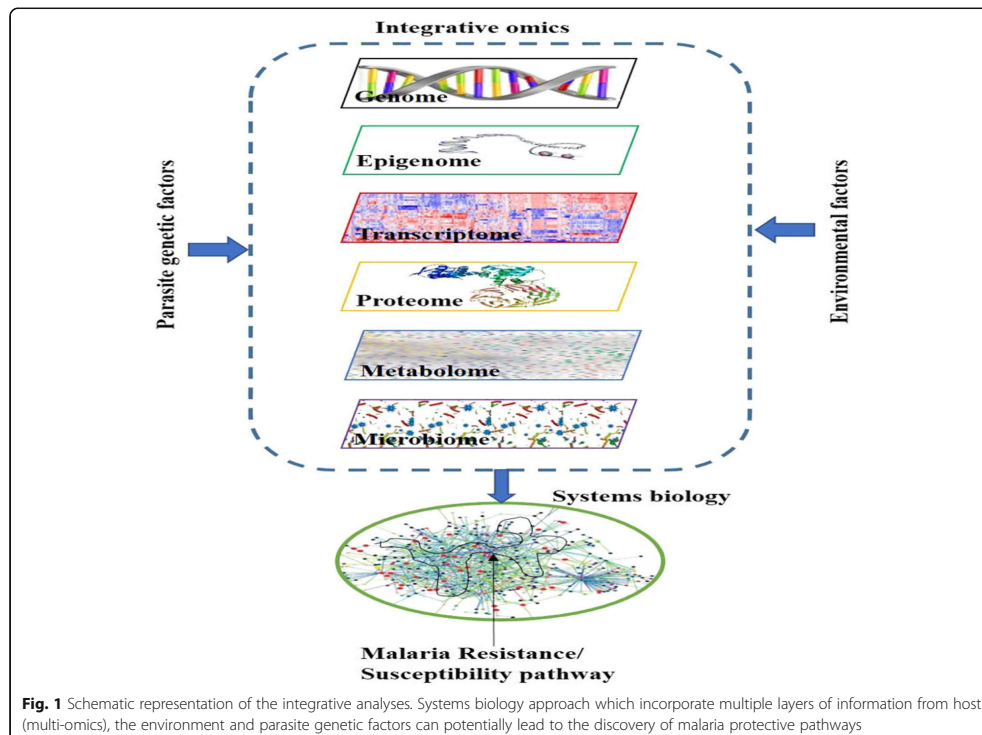 Integrative omics
Genome
Epigenome
Transcriptome
Proteome
Metabolome
Microbiome
Parasite genetic factors
Environmental factors
Systems biology
Malaria Resistance/
Susceptibility pathway
Fig. 1 Schematic representation of the integrative analyses. Systems biology approach which incorporate multiple layers of information from host
(multi-omics), the environment and parasite genetic factors can potentially lead to the discovery of malaria protective pathways